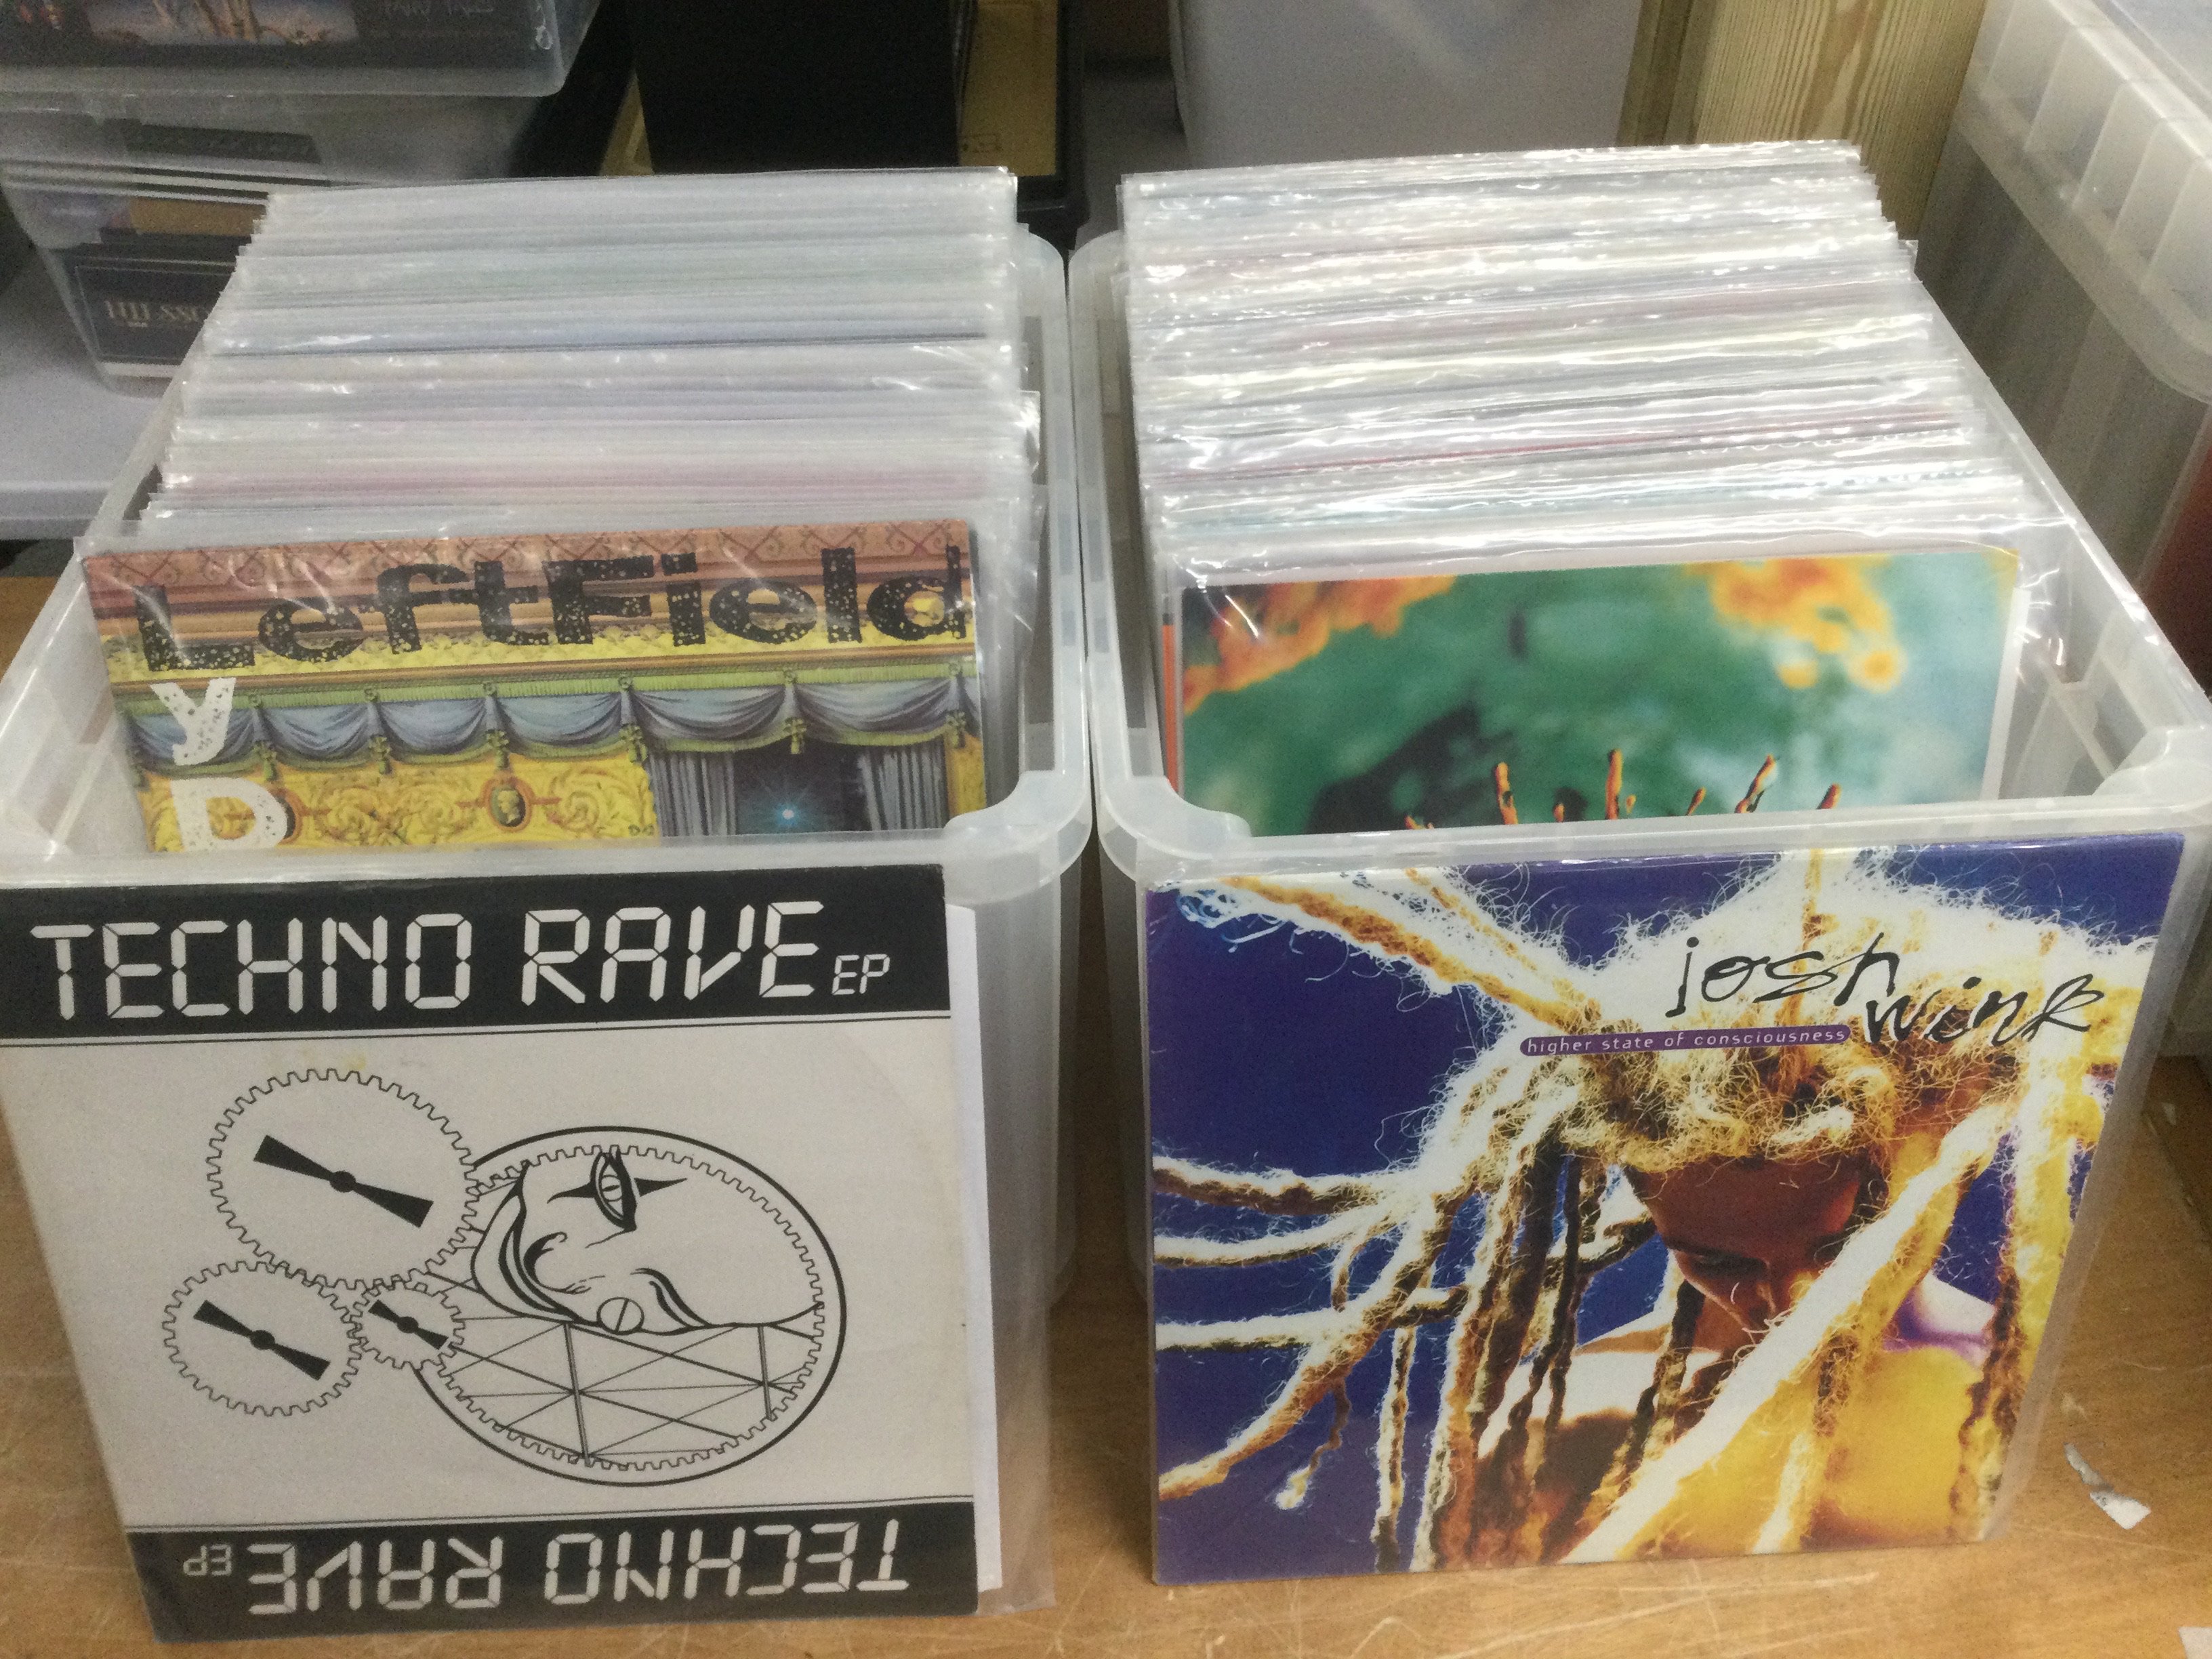 LeftField
y
D
TECHNO RAVE EP
TECHNO RAVE EP
josh
wink
higher state of consciousness